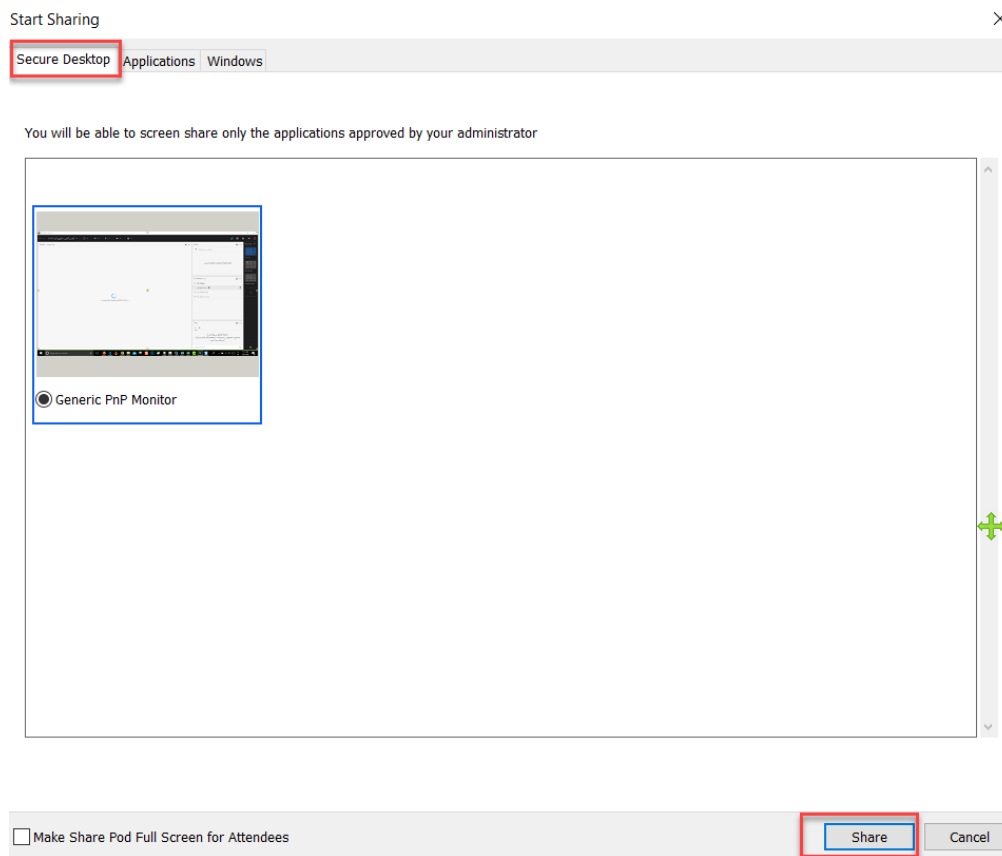 Start Sharing
Secure Desktop Applications Windows
You will be able to screen share only the applications approved by your administrator
Generic PnP Monitor
Make Share Pod Full Screen for Attendees
Share Cancel